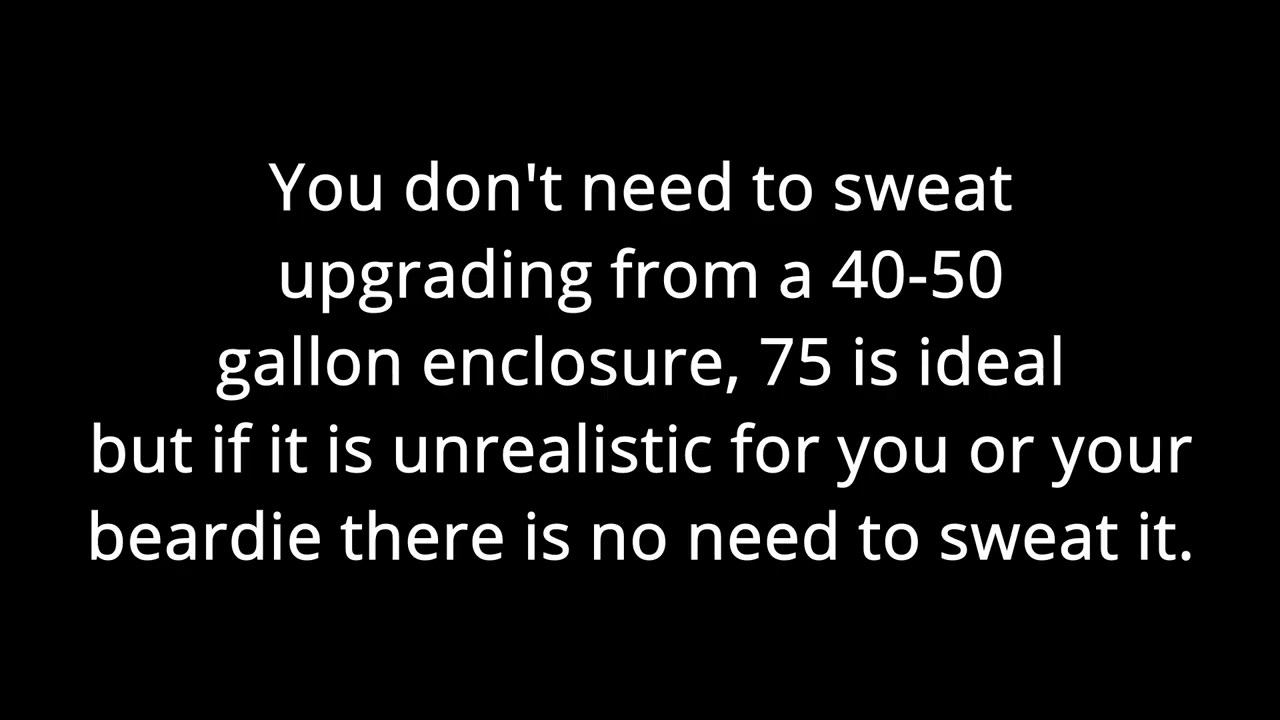 You don't need to sweat
upgrading from a 40-50
gallon enclosure, 75 is ideal
but if it is unrealistic for you or your
beardie there is no need to sweat it.